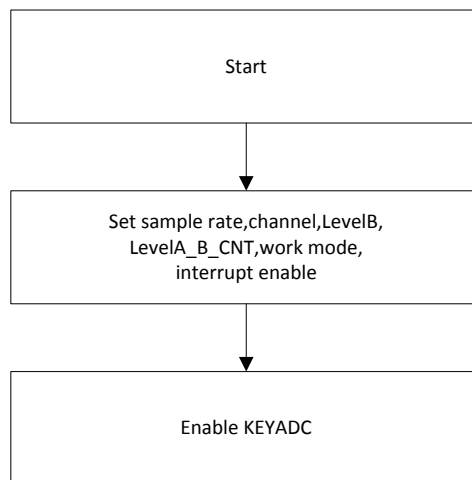 Start
Set sample rate,channel,LevelB,
LevelA_B_CNT,work mode,
interrupt enable
Enable KEYADC